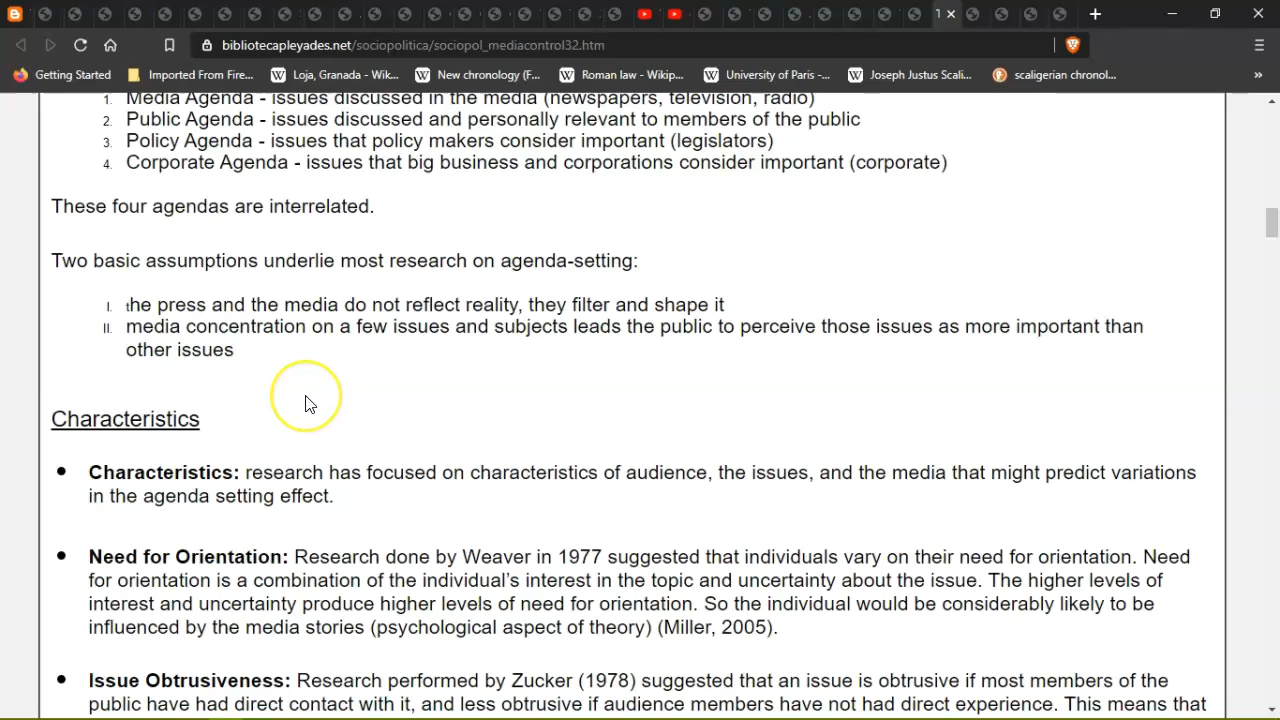 1
bibliotecapleyades.net/sociopolitica/sociopol_mediacontrol32.htm
Getting Started Imported From Fire... Loja, Granada - Wik... New chronology (F... Roman law - Wikip... University of Paris -... Joseph Justus Scali... scaligerian chronol... »
1. Media Agenda - issues discussed in the media (newspapers, television, radio)
2. Public Agenda - issues discussed and personally relevant to members of the public
3. Policy Agenda - issues that policy makers consider important (legislators)
4. Corporate Agenda - issues that big business and corporations consider important (corporate)
These four agendas are interrelated.
Two basic assumptions underlie most research on agenda-setting:
I. the press and the media do not reflect reality, they filter and shape it
II. media concentration on a few issues and subjects leads the public to perceive those issues as more important than
other issues
Characteristics
• Characteristics: research has focused on characteristics of audience, the issues, and the media that might predict variations
in the agenda setting effect.
• Need for Orientation: Research done by Weaver in 1977 suggested that individuals vary on their need for orientation. Need
for orientation is a combination of the individual's interest in the topic and uncertainty about the issue. The higher levels of
interest and uncertainty produce higher levels of need for orientation. So the individual would be considerably likely to be
influenced by the media stories (psychological aspect of theory) (Miller, 2005).
• Issue Obtrusiveness: Research performed by Zucker (1978) suggested that an issue is obtrusive if most members of the
public have had direct contact with it, and less obtrusive if audience members have not had direct experience. This means that